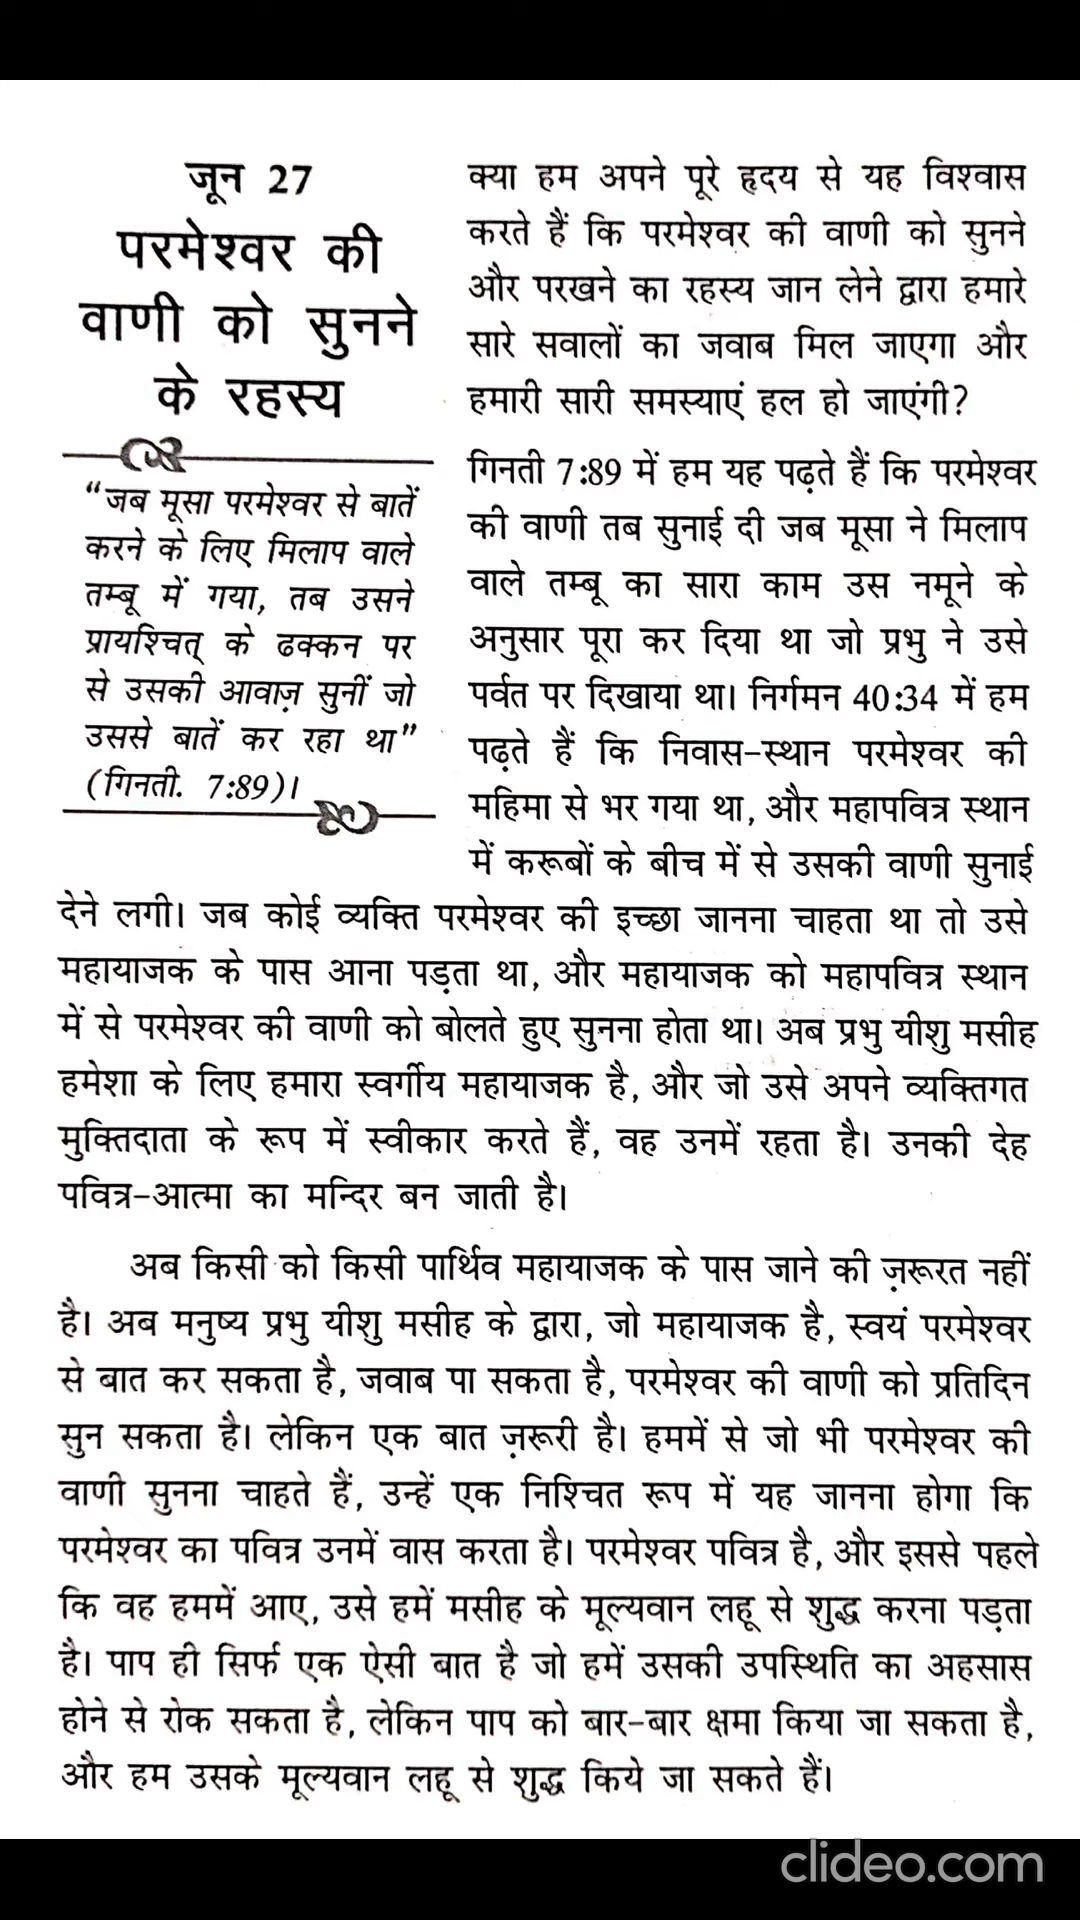 जून 27
परमेश्वर की
वाणी को सुनने
के रहस्य
“जब मूसा परमेश्वर से बातें
करने के लिए मिलाप वाले
तम्बू में गया, तब उसने
प्रायश्चित् के ढक्कन पर
से उसकी आवाज़ सुनीं जो
उससे बातें कर रहा था”
(गिनती. 7:89)।
क्या हम अपने पूरे हृदय से यह विश्वास
करते हैं कि परमेश्वर की वाणी को सुनने
और परखने का रहस्य जान लेने द्वारा हमारे
सारे सवालों का जवाब मिल जाएगा और
हमारी सारी समस्याएं हल हो जाएंगी?
गिनती 7:89 में हम यह पढ़ते हैं कि परमेश्वर
की वाणी तब सुनाई दी जब मूसा ने मिलाप
वाले तम्बू का सारा काम उस नमूने के
अनुसार पूरा कर दिया था जो प्रभु ने उसे
पर्वत पर दिखाया था। निर्गमन 40:34 में हम
पढ़ते हैं कि निवास-स्थान परमेश्वर की
महिमा से भर गया था, और महापवित्र स्थान
में करूबों के बीच में से उसकी वाणी सुनाई
देने लगी। जब कोई व्यक्ति परमेश्वर की इच्छा जानना चाहता था तो उसे
महायाजक के पास आना पड़ता था, और महायाजक को महापवित्र स्थान
में से परमेश्वर की वाणी को बोलते हुए सुनना होता था। अब प्रभु यीशु मसीह
हमेशा के लिए हमारा स्वर्गीय महायाजक है, और जो उसे अपने व्यक्तिगत
मुक्तिदाता के रूप में स्वीकार करते हैं, वह उनमें रहता है। उनकी देह
पवित्र-आत्मा का मन्दिर बन जाती है।
अब किसी को किसी पार्थिव महायाजक के पास जाने की ज़रूरत नहीं
है। अब मनुष्य प्रभु यीशु मसीह के द्वारा, जो महायाजक है, स्वयं परमेश्वर
से बात कर सकता है, जवाब पा सकता है, परमेश्वर की वाणी को प्रतिदिन
सुन सकता है। लेकिन एक बात ज़रूरी है। हममें से जो भी परमेश्वर की
वाणी सुनना चाहते हैं, उन्हें एक निश्चित रूप में यह जानना होगा कि
परमेश्वर का पवित्र उनमें वास करता है। परमेश्वर पवित्र है, और इससे पहले
कि वह हममें आए, उसे हमें मसीह के मूल्यवान लहू से शुद्ध करना पड़ता
है। पाप ही सिर्फ एक ऐसी बात है जो हमें उसकी उपस्थिति का अहसास
होने से रोक सकता है, लेकिन पाप को बार-बार क्षमा किया जा सकता है,
और हम उसके मूल्यवान लहू से शुद्ध किये जा सकते हैं।
clideo.com